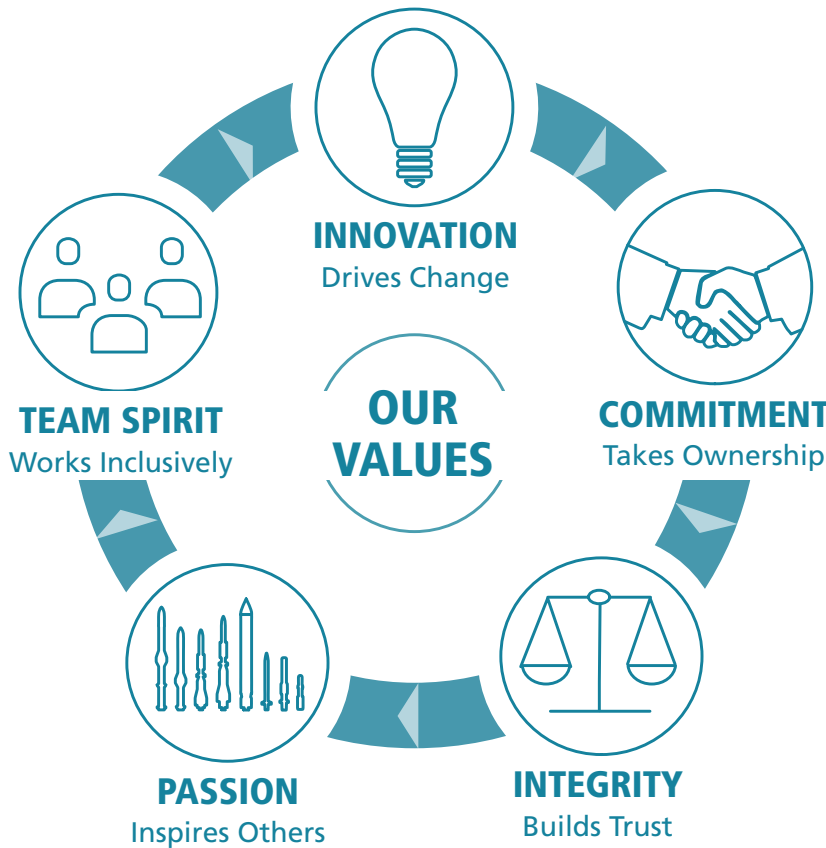 INNOVATION
Drives Change
COMMITMENT
Takes Ownership
INTEGRITY
Builds Trust
PASSION
Inspires Others
TEAM SPIRIT
Works Inclusively
OUR
VALUES